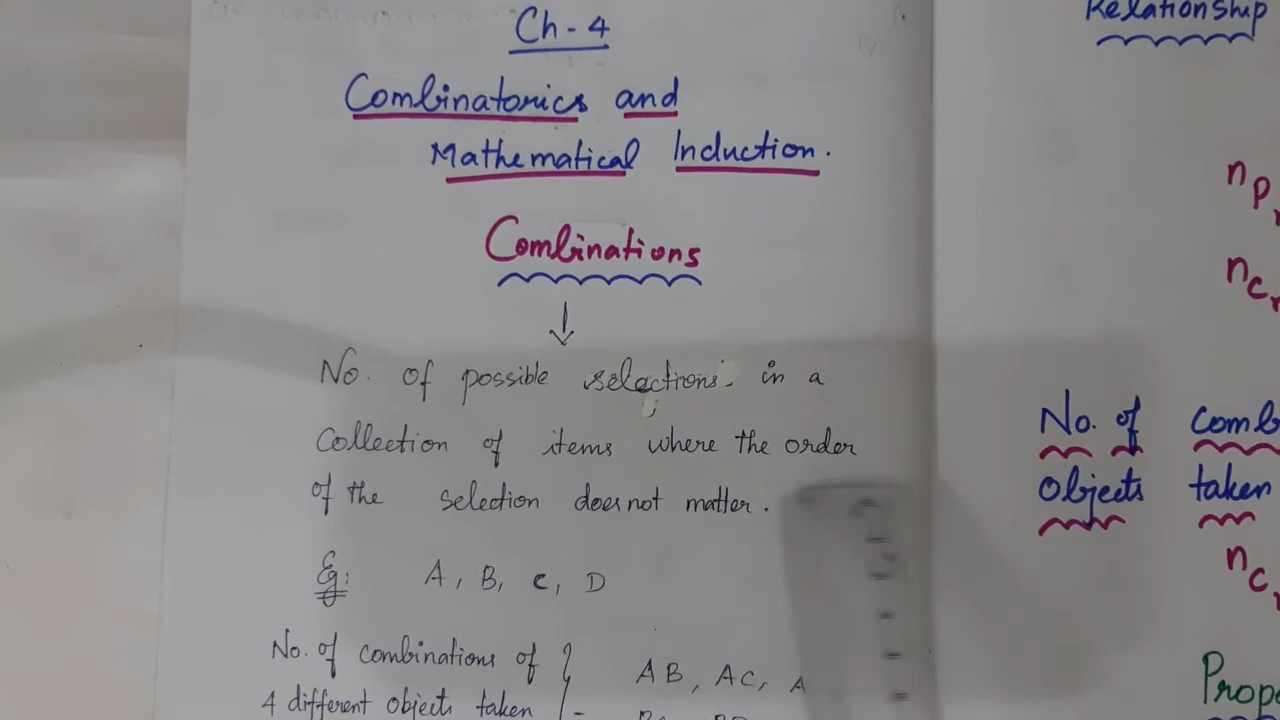 Ch - 4
Combinatorics and
Mathematical Induction.
Combinations
No. of possible selections. in a
Collection of items where the order
of the selection does not matter.
Eg: A, B, C, D
No. of combinations of
4 different objects taken
AB, AC, A
Relationship
nP
nC
No. of Comb
objects taken
nC
Prop